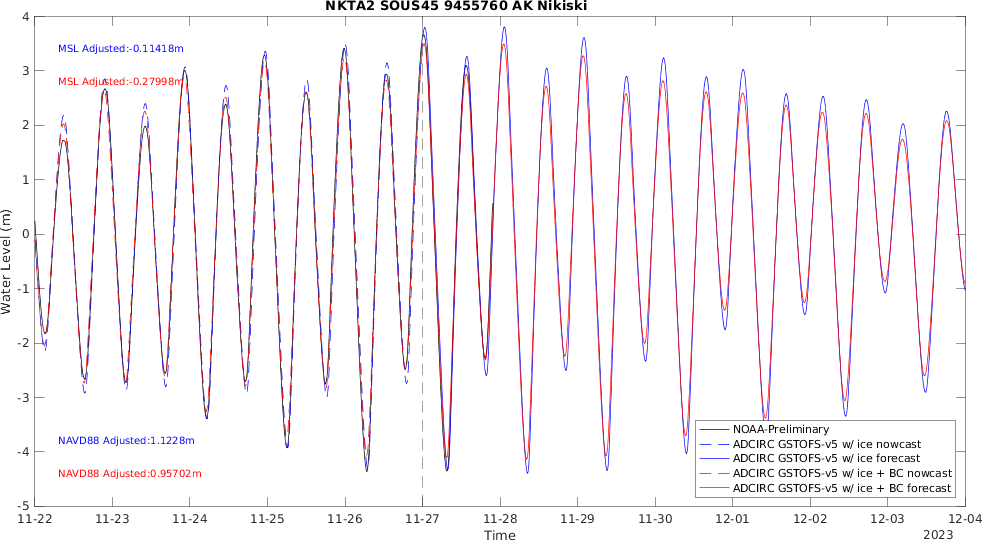 NKTA2 SOUS45 9455760 AK Nikiski
MSL Adjusted:-0.11418m
MSL Adjusted:-0.27998m
NAVD88 Adjusted:1.1228m
NAVD88 Adjusted:0.95702m
Water Level (m)
4
3
2
1
0
-1
-2
-3
-4
-5
NOAA-Preliminary
ADCIRC GSTOFS-v5 w/ ice nowcast
ADCIRC GSTOFS-v5 w/ ice forecast
ADCIRC GSTOFS-v5 w/ ice + BC nowcast
ADCIRC GSTOFS-v5 w/ ice + BC forecast
11-22 11-23 11-24 11-25 11-26 11-27 11-28 11-29 11-30 12-01 12-02 12-03 12-04
Time
2023